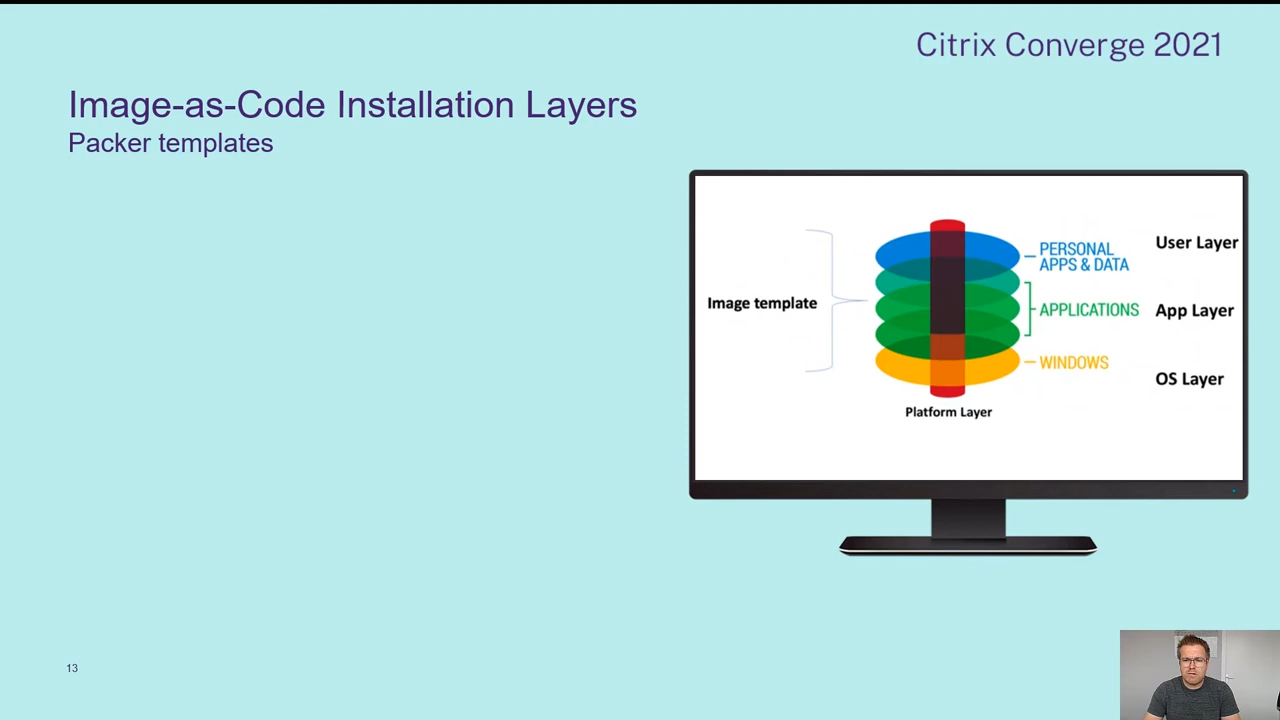 Citrix Converge 2021
Image-as-Code Installation Layers
Packer templates
PERSONAL
APPS & DATA
User Layer
Image template
APPLICATIONS
App Layer
WINDOWS
OS Layer
Platform Layer
13